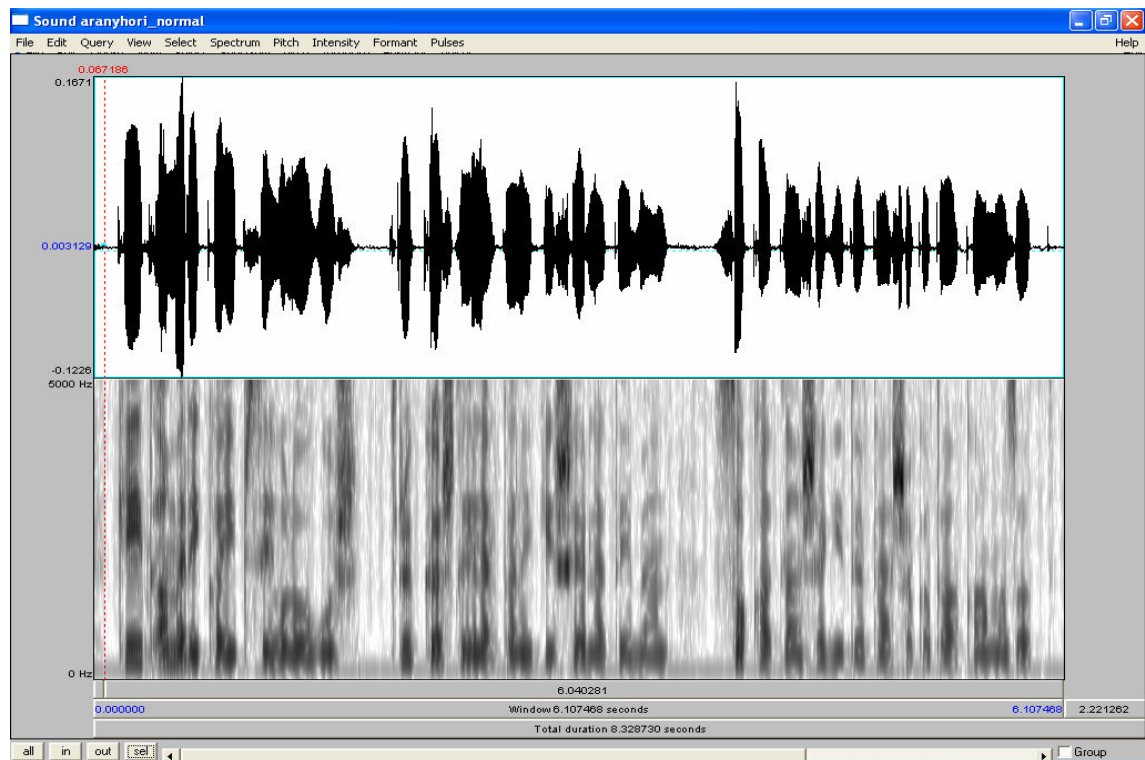 Sound aranyhori_normal
File Edit Query View Select Spectrum Pitch Intensity Formant Pulses Help
0.067186
0.1671
0.003129
-0.1226
5000 Hz
0 Hz
6.040281
0.000000 Window 6.107468 seconds 6.107468 2.221262
Total duration 8.328730 seconds
all in out sel Group